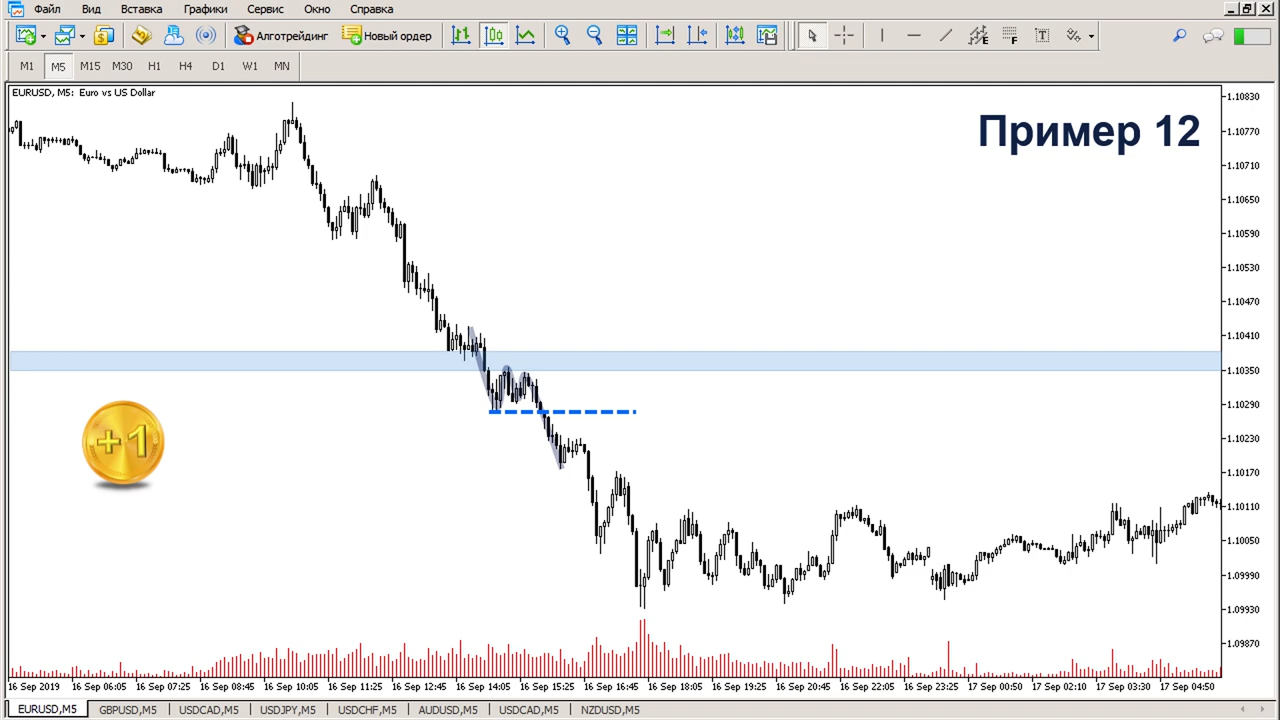 Файл Вид Вставка Графики Сервис Окно Справка
Алготрейдинг Новый ордер
E F T
M1 M5 M15 M30 H1 H4 D1 W1 MN
EURUSD, M5: Euro vs US Dollar
Пример 12
1.10830
1.10770
1.10710
1.10650
1.10590
1.10530
1.10470
1.10410
1.10350
1.10290
1.10230
1.10170
1.10110
1.10050
1.09990
1.09930
1.09870
+1
16 Sep 2019 16 Sep 06:05 16 Sep 07:25 16 Sep 08:45 16 Sep 10:05 16 Sep 11:25 16 Sep 12:45 16 Sep 14:05 16 Sep 15:25 16 Sep 16:45 16 Sep 18:05 16 Sep 19:25 16 Sep 20:45 16 Sep 22:05 16 Sep 23:25 17 Sep 00:50 17 Sep 02:10 17 Sep 03:30 17 Sep 04:50
EURUSD,M5 GBPUSD,M5 USDCAD,M5 USDJPY,M5 USDCHF,M5 AUDUSD,M5 USDCAD,M5 NZDUSD,M5